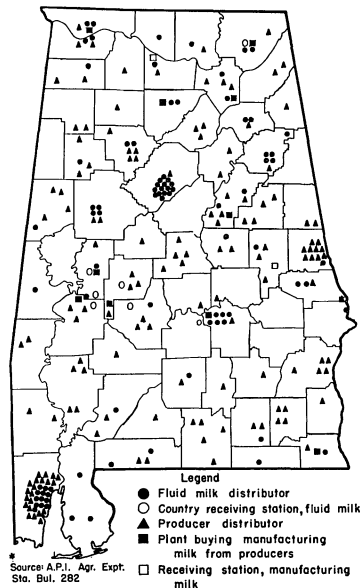 Legend
Fluid milk distributor
Country receiving station, fluid milk
Producer distributor
Plant buying manufacturing
milk from producers
Receiving station, manufacturing
milk
*
Source: A.P.I. Agr. Expt.
Sta. Bul. 282